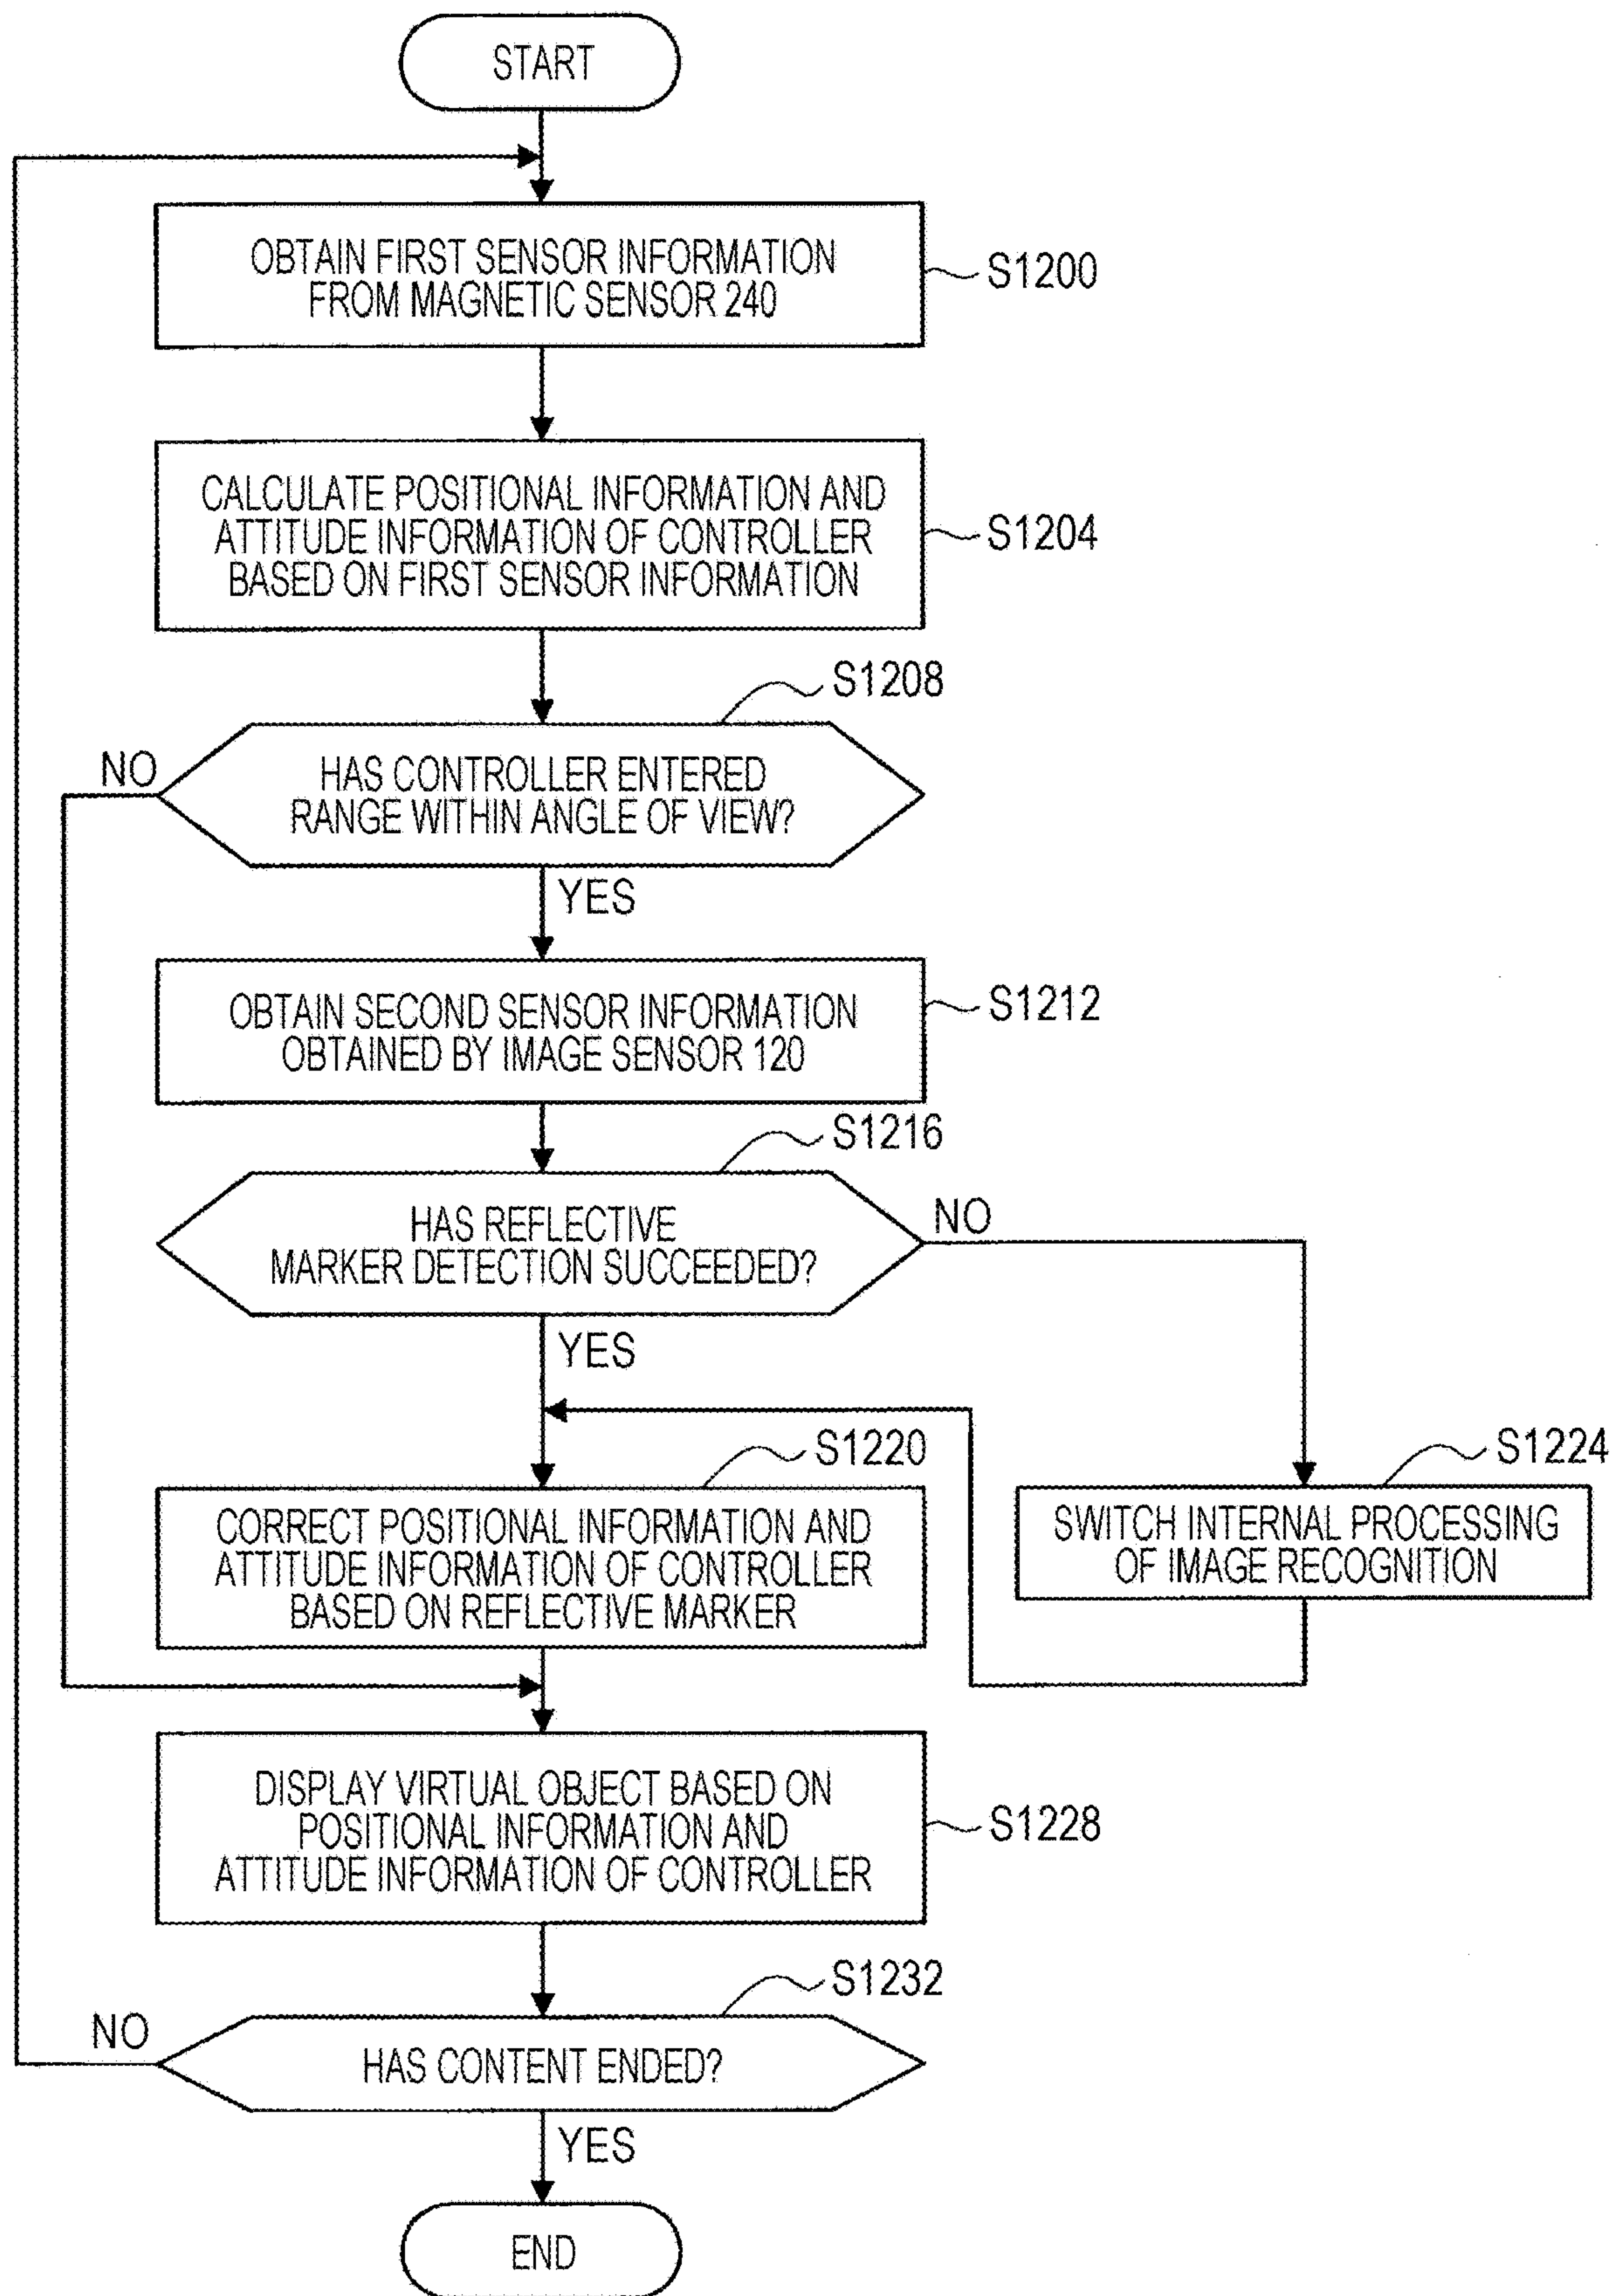 START
OBTAIN FIRST SENSOR INFORMATION
FROM MAGNETIC SENSOR 240
S1200
CALCULATE POSITIONAL INFORMATION AND
ATTITUDE INFORMATION OF CONTROLLER
BASED ON FIRST SENSOR INFORMATION
S1204
S1208
NO
HAS CONTROLLER ENTERED
RANGE WITHIN ANGLE OF VIEW?
YES
OBTAIN SECOND SENSOR INFORMATION
OBTAINED BY IMAGE SENSOR 120
S1212
S1216
HAS REFLECTIVE
MARKER DETECTION SUCCEEDED?
NO
YES
S1220
CORRECT POSITIONAL INFORMATION AND
ATTITUDE INFORMATION OF CONTROLLER
BASED ON REFLECTIVE MARKER
S1224
SWITCH INTERNAL PROCESSING
OF IMAGE RECOGNITION
DISPLAY VIRTUAL OBJECT BASED ON
POSITIONAL INFORMATION AND
ATTITUDE INFORMATION OF CONTROLLER
S1228
S1232
NO
HAS CONTENT ENDED?
YES
END